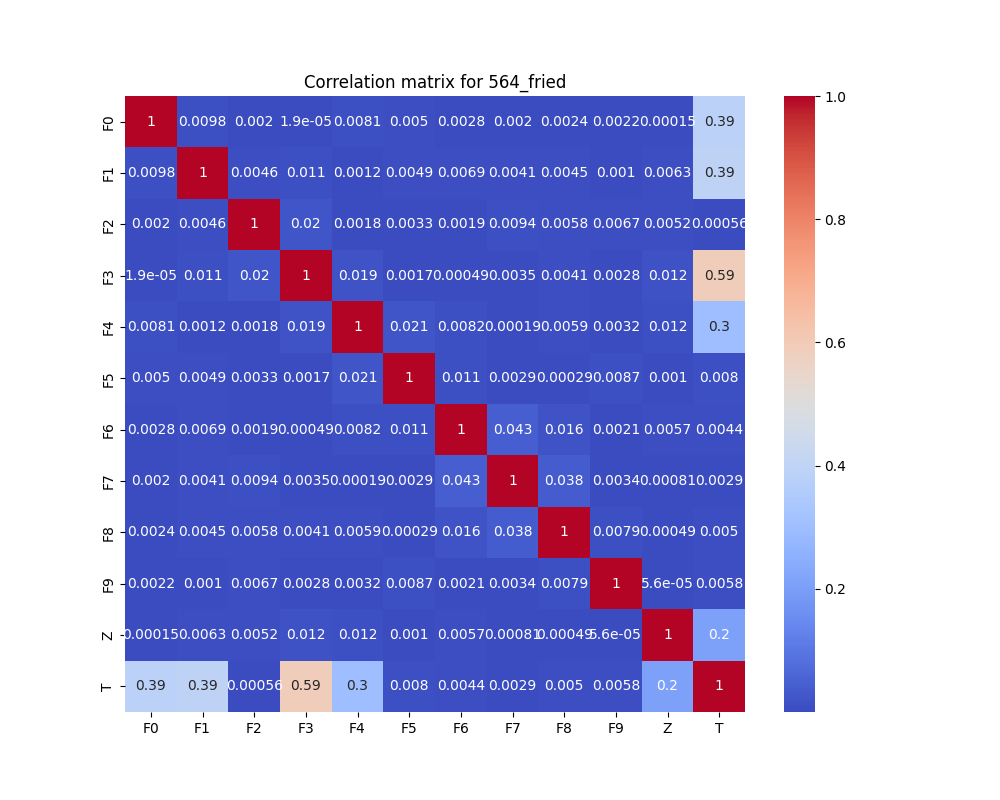 Correlation matrix for 564_fried
F0 1 0.0098 0.002 1.9e-05 0.0081 0.005 0.0028 0.002 0.0024 0.0022 0.00015 0.39
F1 0.0098 1 0.0046 0.011 0.0012 0.0049 0.0069 0.0041 0.0045 0.001 0.0063 0.39
F2 0.002 0.0046 1 0.02 0.0018 0.0033 0.0019 0.0094 0.0058 0.0067 0.0052 0.00056
F3 1.9e-05 0.011 0.02 1 0.019 0.0017 0.00049 0.0035 0.0041 0.0028 0.012 0.59
F4 0.0081 0.0012 0.0018 0.019 1 0.021 0.0082 0.00019 0.0059 0.0032 0.012 0.3
F5 0.005 0.0049 0.0033 0.0017 0.021 1 0.011 0.0029 0.00029 0.0087 0.001 0.008
F6 0.0028 0.0069 0.0019 0.00049 0.0082 0.011 1 0.043 0.016 0.0021 0.0057 0.0044
F7 0.002 0.0041 0.0094 0.0035 0.00019 0.0029 0.043 1 0.038 0.0034 0.00081 0.0029
F8 0.0024 0.0045 0.0058 0.0041 0.0059 0.00029 0.016 0.038 1 0.0079 0.00049 0.005
F9 0.0022 0.001 0.0067 0.0028 0.0032 0.0087 0.0021 0.0034 0.0079 1 5.6e-05 0.0058
Z 0.00015 0.0063 0.0052 0.012 0.012 0.001 0.0057 0.00081 0.00049 5.6e-05 1 0.2
T 0.39 0.39 0.00056 0.59 0.3 0.008 0.0044 0.0029 0.005 0.0058 0.2 1
F0 F1 F2 F3 F4 F5 F6 F7 F8 F9 Z T
1.0
0.8
0.6
0.4
0.2